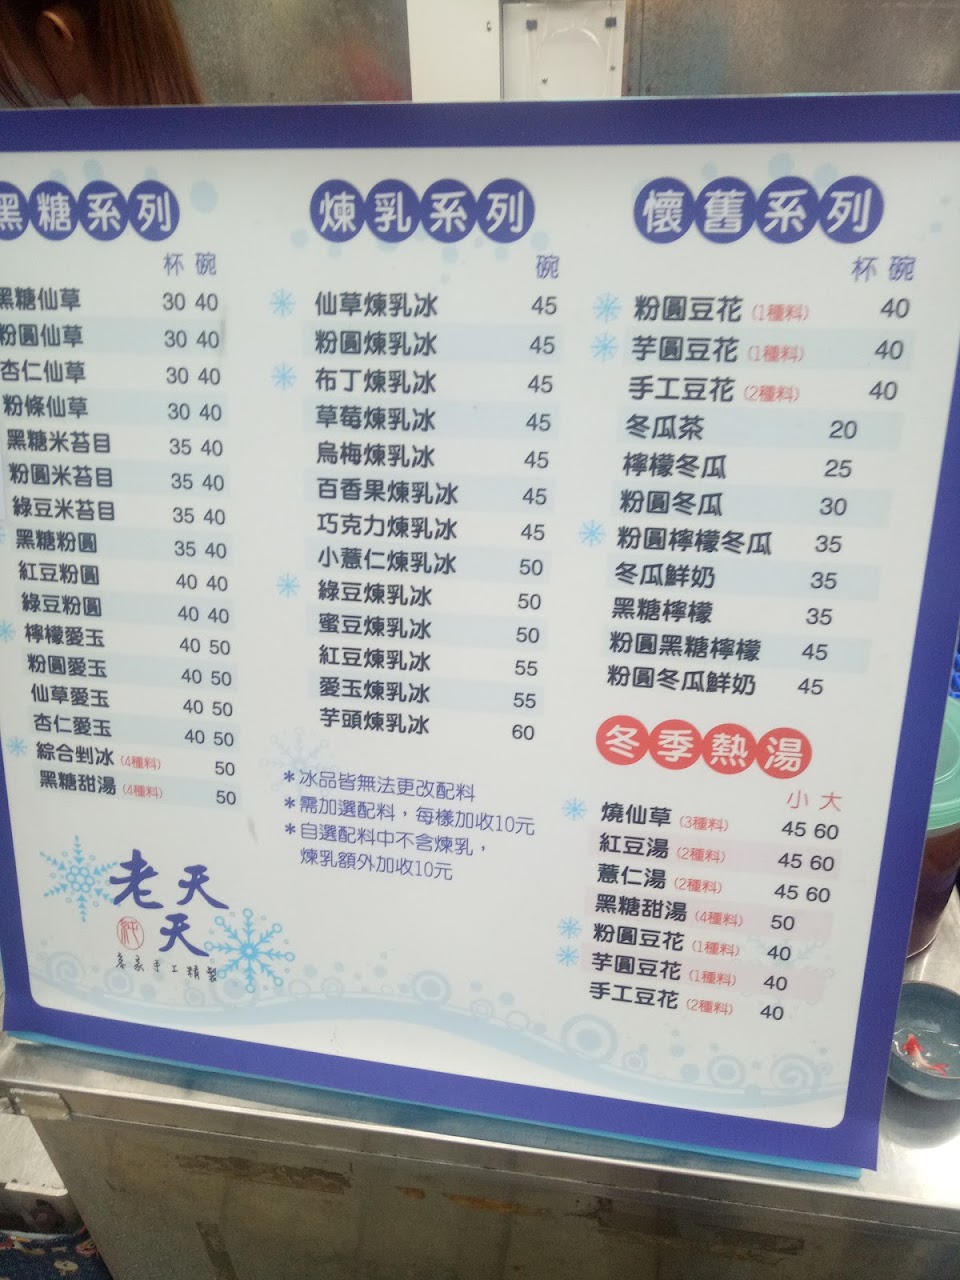 黑糖系列
杯 碗
黑糖仙草 30 40
粉圓仙草 30 40
杏仁仙草 30 40
粉條仙草 30 40
黑糖米苔目 35 40
粉圓米苔目 35 40
綠豆米苔目 35 40
黑糖粉圓 35 40
紅豆粉圓 40 40
綠豆粉圓 40 40
檸檬愛玉 40 50
粉圓愛玉 40 50
仙草愛玉 40 50
杏仁愛玉 40 50
綜合剉冰 (4種料) 50
黑糖甜湯 (4種料) 50
老天天
純
客家手工精製
煉乳系列
碗
仙草煉乳冰 45
粉圓煉乳冰 45
布丁煉乳冰 45
草莓煉乳冰 45
烏梅煉乳冰 45
百香果煉乳冰 45
巧克力煉乳冰 45
小薏仁煉乳冰 50
綠豆煉乳冰 50
蜜豆煉乳冰 50
紅豆煉乳冰 55
愛玉煉乳冰 55
芋頭煉乳冰 60
*冰品皆無法更改配料
*需加選配料，每樣加收10元
*自選配料中不含煉乳，
煉乳額外加收10元
懷舊系列
杯 碗
粉圓豆花 (1種料) 40
芋圓豆花 (1種料) 40
手工豆花 (2種料) 40
冬瓜茶 20
檸檬冬瓜 25
粉圓冬瓜 30
粉圓檸檬冬瓜 35
冬瓜鮮奶 35
黑糖檸檬 35
粉圓黑糖檸檬 45
粉圓冬瓜鮮奶 45
冬季熱湯
小 大
燒仙草 (3種料) 45 60
紅豆湯 (2種料) 45 60
薏仁湯 (2種料) 45 60
黑糖甜湯 (4種料) 50
粉圓豆花 (1種料) 40
芋圓豆花 (1種料) 40
手工豆花 (2種料) 40